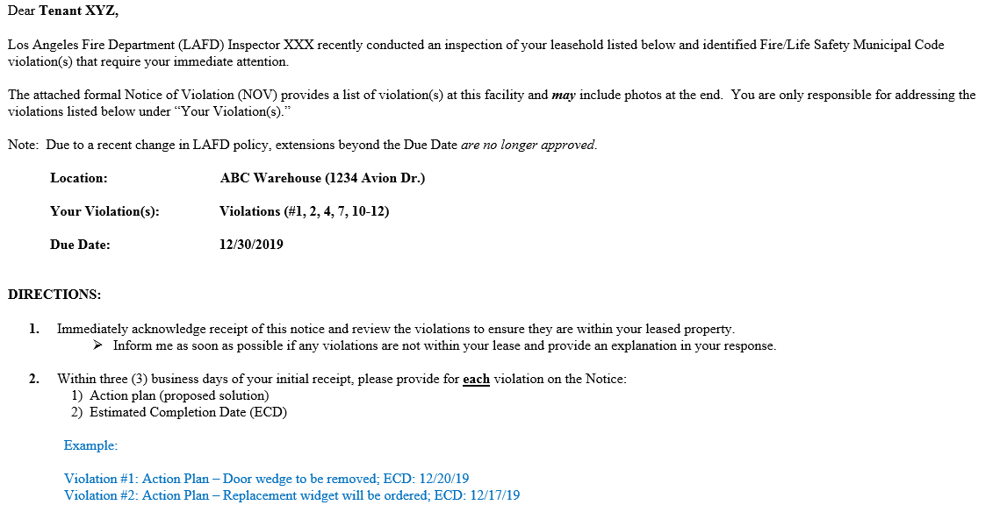 Dear Tenant XYZ,
Los Angeles Fire Department (LAFD) Inspector XXX recently conducted an inspection of your leasehold listed below and identified Fire/Life Safety Municipal Code
violation(s) that require your immediate attention.
The attached formal Notice of Violation (NOV) provides a list of violation(s) at this facility and may include photos at the end.  You are only responsible for addressing the
violations listed below under “Your Violation(s).”
Note:  Due to a recent change in LAFD policy, extensions beyond the Due Date are no longer approved.
Location: ABC Warehouse (1234 Avion Dr.)
Your Violation(s): Violations (#1, 2, 4, 7, 10-12)
Due Date: 12/30/2019
DIRECTIONS:
1. Immediately acknowledge receipt of this notice and review the violations to ensure they are within your leased property.
➢ Inform me as soon as possible if any violations are not within your lease and provide an explanation in your response.
2. Within three (3) business days of your initial receipt, please provide for each violation on the Notice:
1) Action plan (proposed solution)
2) Estimated Completion Date (ECD)
Example:
Violation #1: Action Plan – Door wedge to be removed; ECD: 12/20/19
Violation #2: Action Plan – Replacement widget will be ordered; ECD: 12/17/19